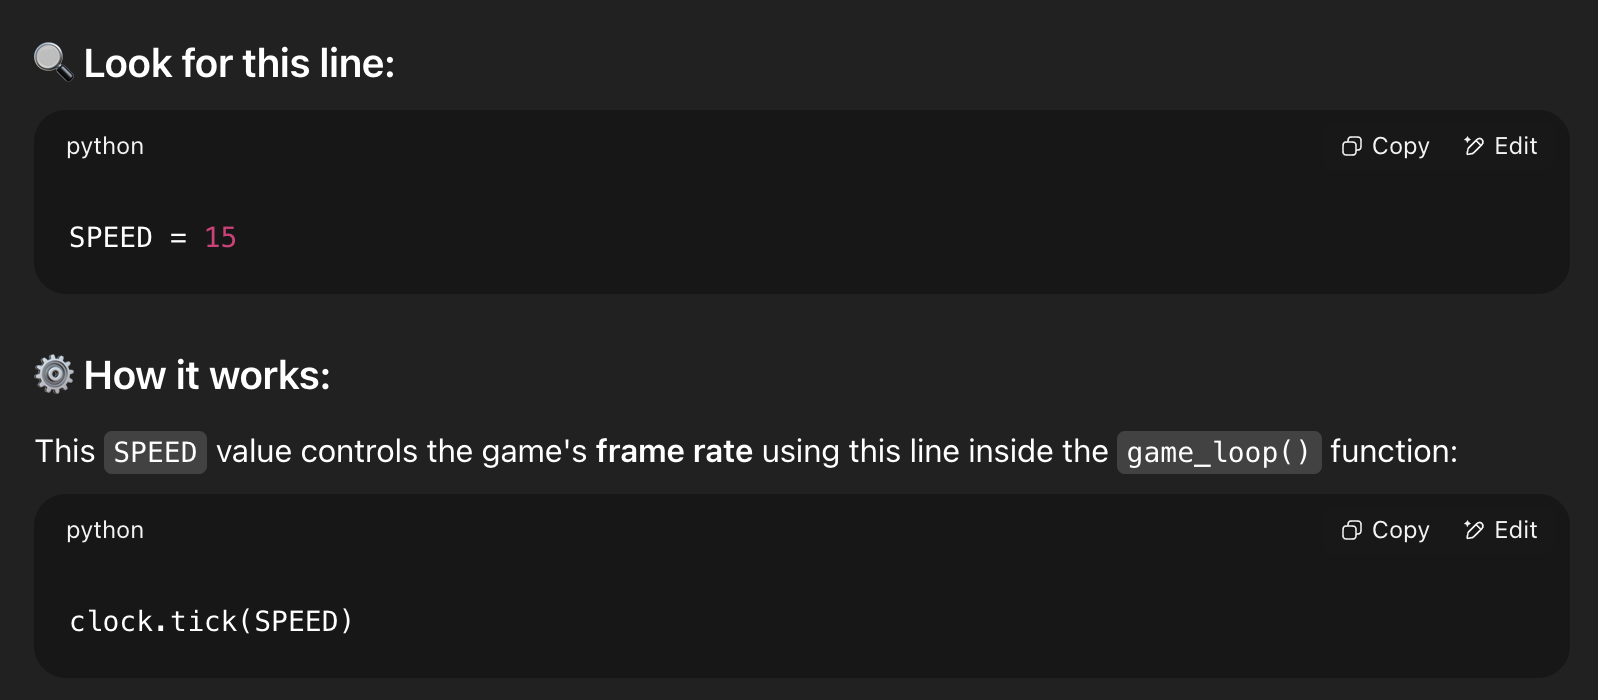 🔍 Look for this line:
python
Copy
Edit
SPEED = 15
⚙️ How it works:
This SPEED value controls the game's frame rate using this line inside the game_loop() function:
python
Copy
Edit
clock.tick(SPEED)